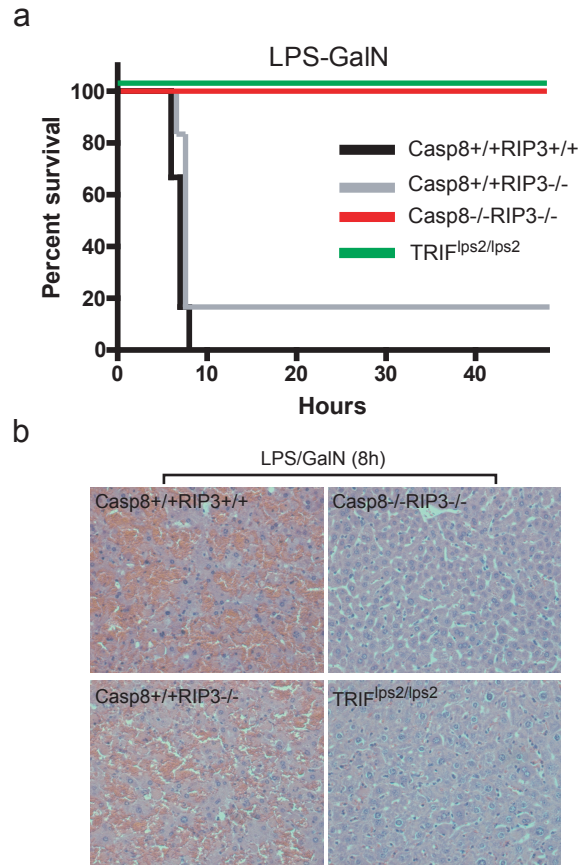 a
LPS-GalN
100
80
60
40
20
0
Percent survival
0 10 20 30 40
Hours
Casp8+/+RIP3+/+
Casp8+/+RIP3-/-
Casp8-/-RIP3-/-
TRIFlps2/lps2
b
LPS/GalN (8h)
Casp8+/+RIP3+/+
Casp8-/-RIP3-/-
Casp8+/+RIP3-/-
TRIFlps2/lps2